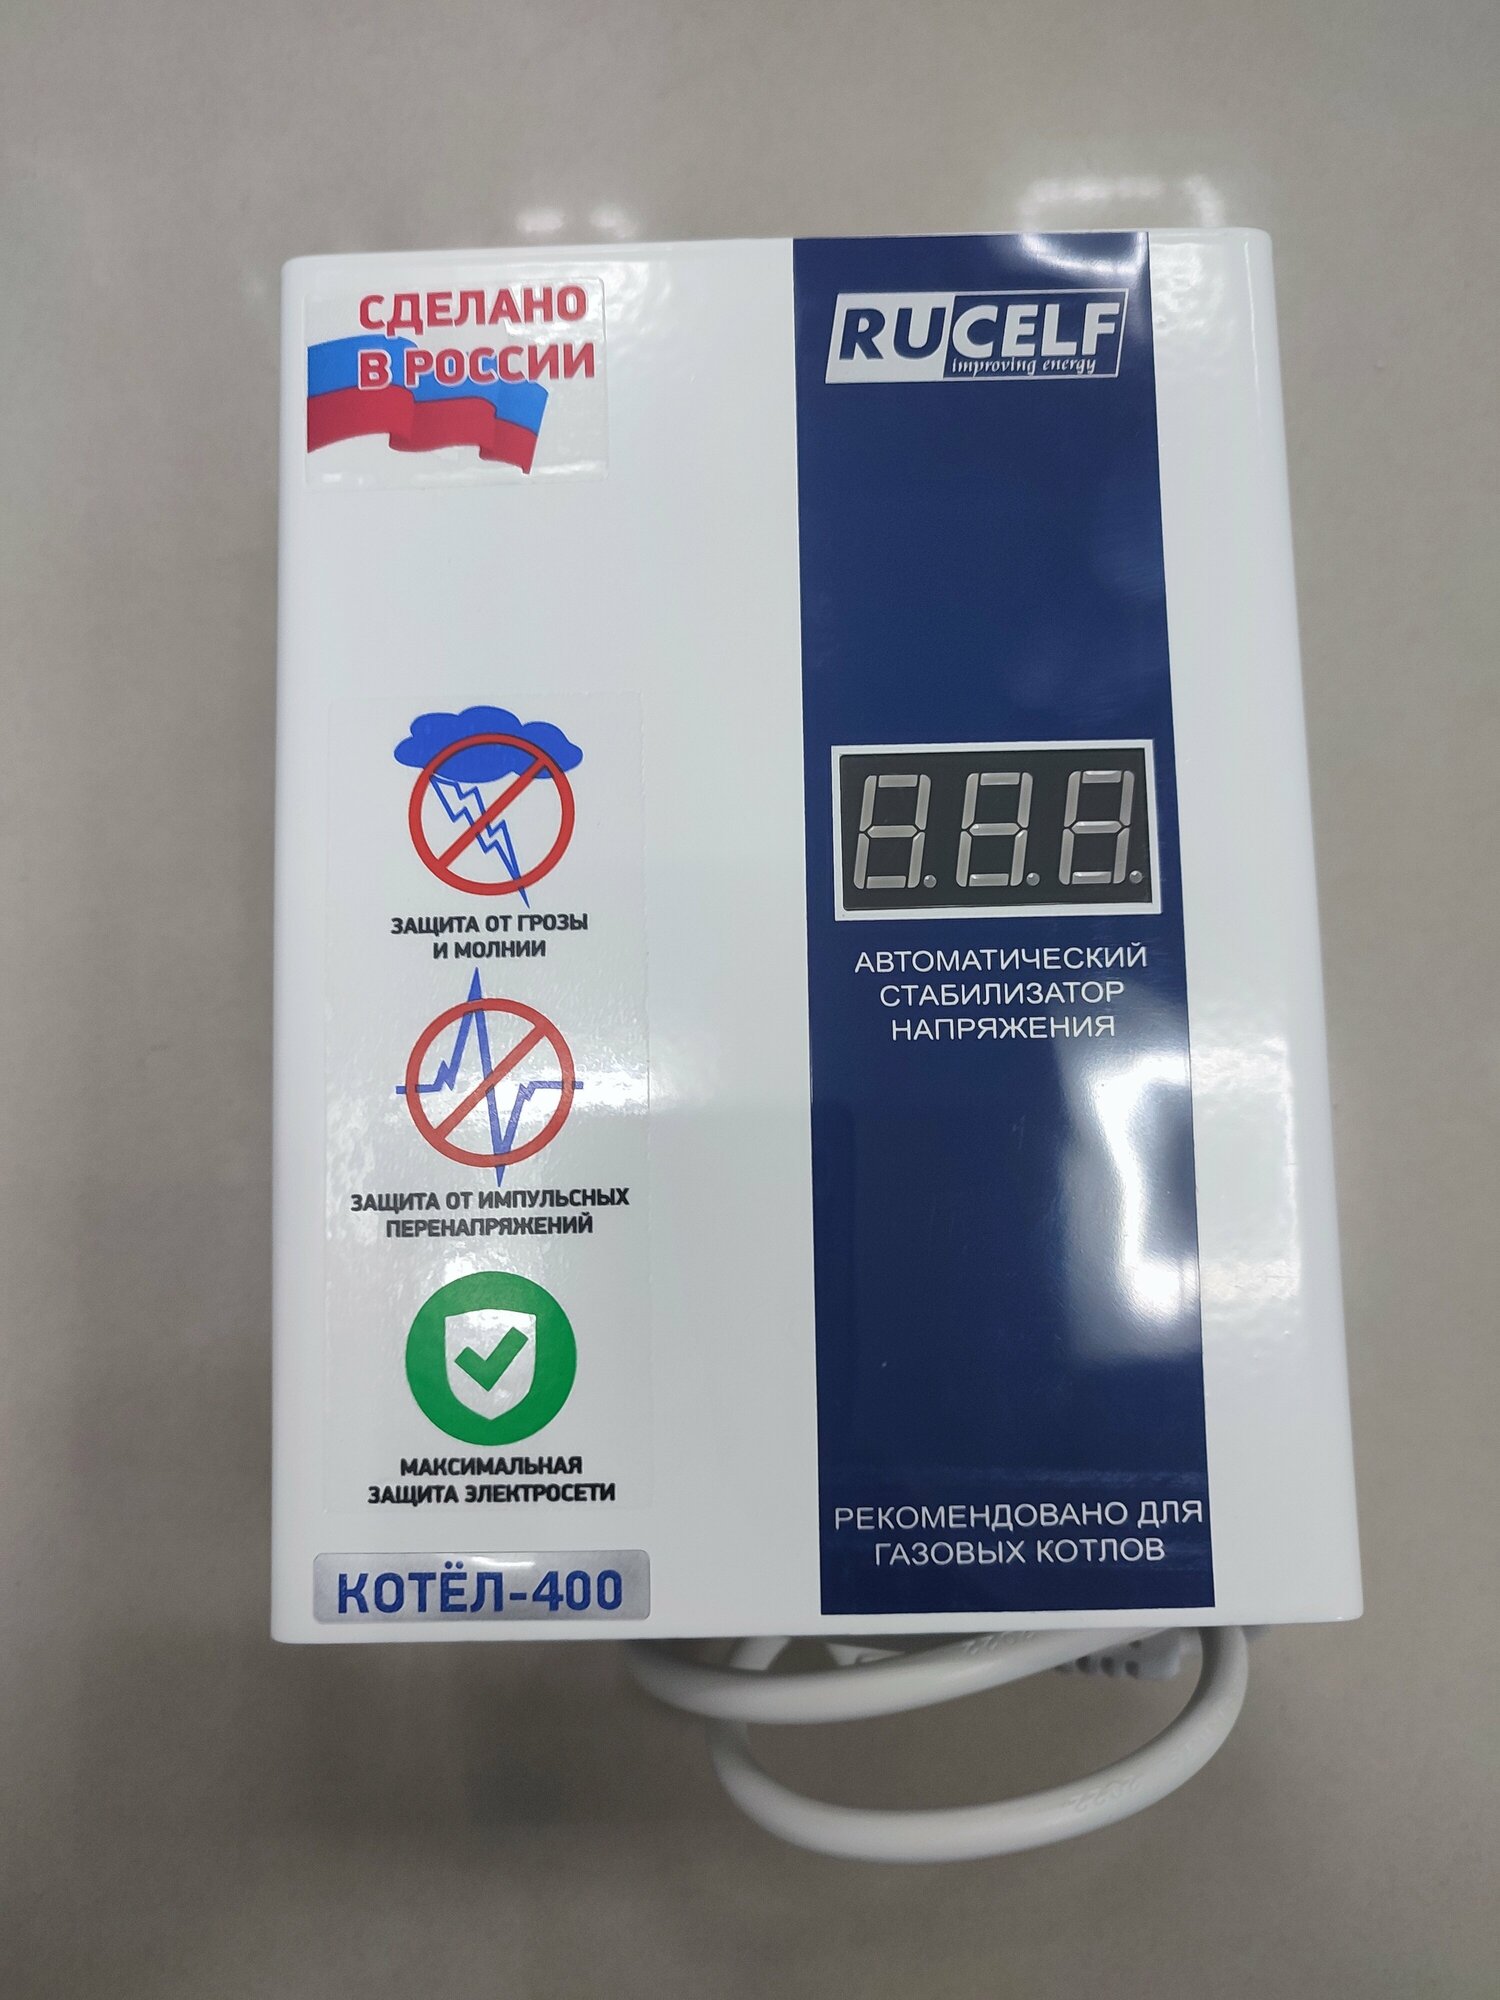 СДЕЛАНО
В РОССИИ
RUCELF
improving energy
ЗАЩИТА ОТ ГРОЗЫ
И МОЛНИИ
ЗАЩИТА ОТ ИМПУЛЬСНЫХ
ПЕРЕНАПРЯЖЕНИЙ
МАКСИМАЛЬНАЯ
ЗАЩИТА ЭЛЕКТРОСЕТИ
КОТЁЛ-400
АВТОМАТИЧЕСКИЙ
СТАБИЛИЗАТОР
НАПРЯЖЕНИЯ
РЕКОМЕНДОВАНО ДЛЯ
ГАЗОВЫХ КОТЛОВ